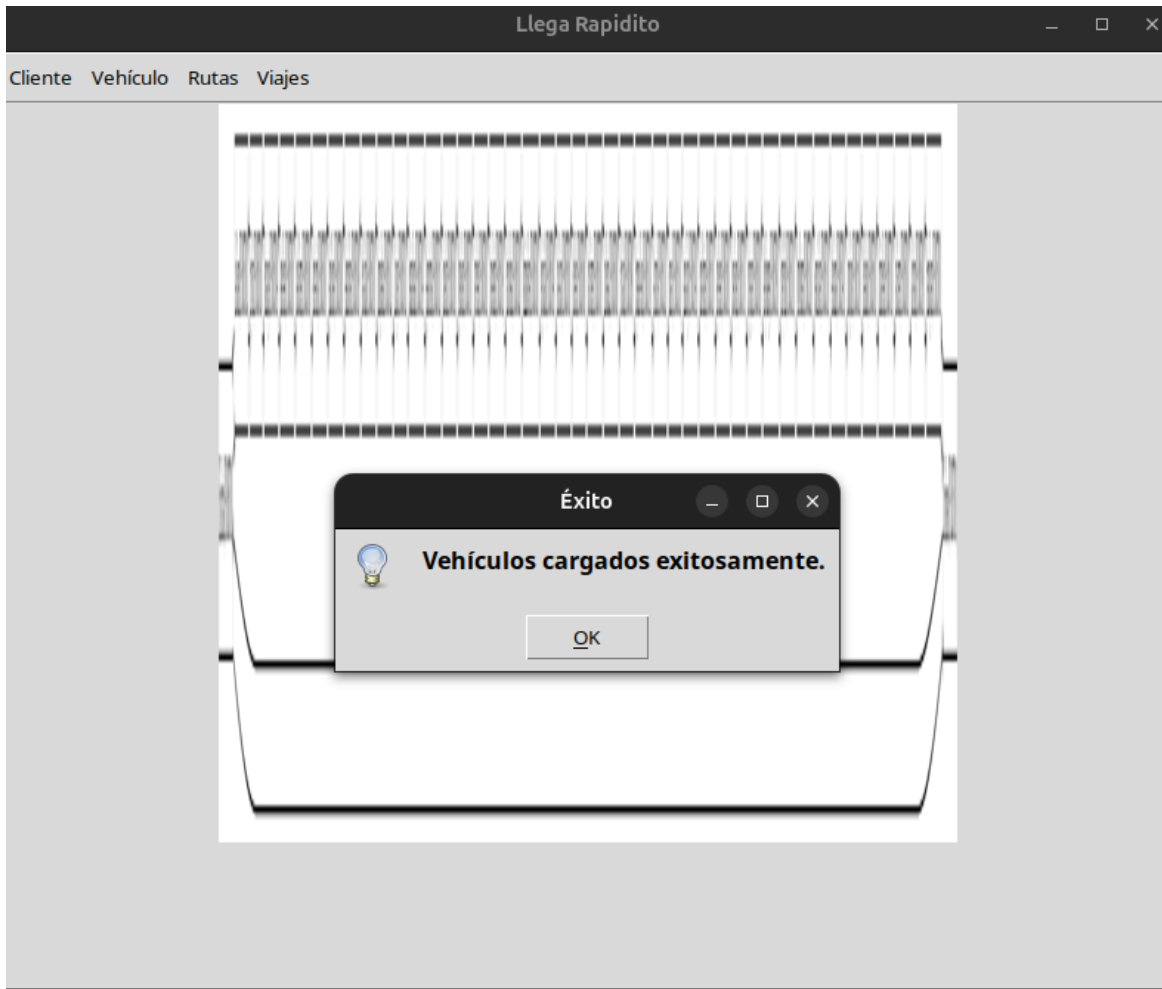 Llega Rapidito
Cliente Vehículo Rutas Viajes
Éxito
Vehículos cargados exitosamente.
OK